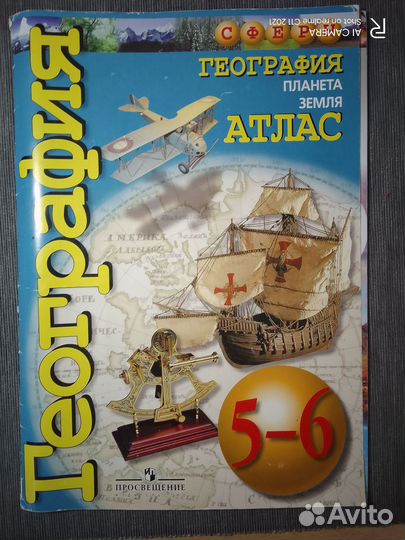 AI CAMERA
Shot on realme C11 2021
СФЕРЫ
ГЕОГРАФИЯ
ПЛАНЕТА
ЗЕМЛЯ
АТЛАС
География
5-6
ПРОСВЕЩЕНИЕ
Avito